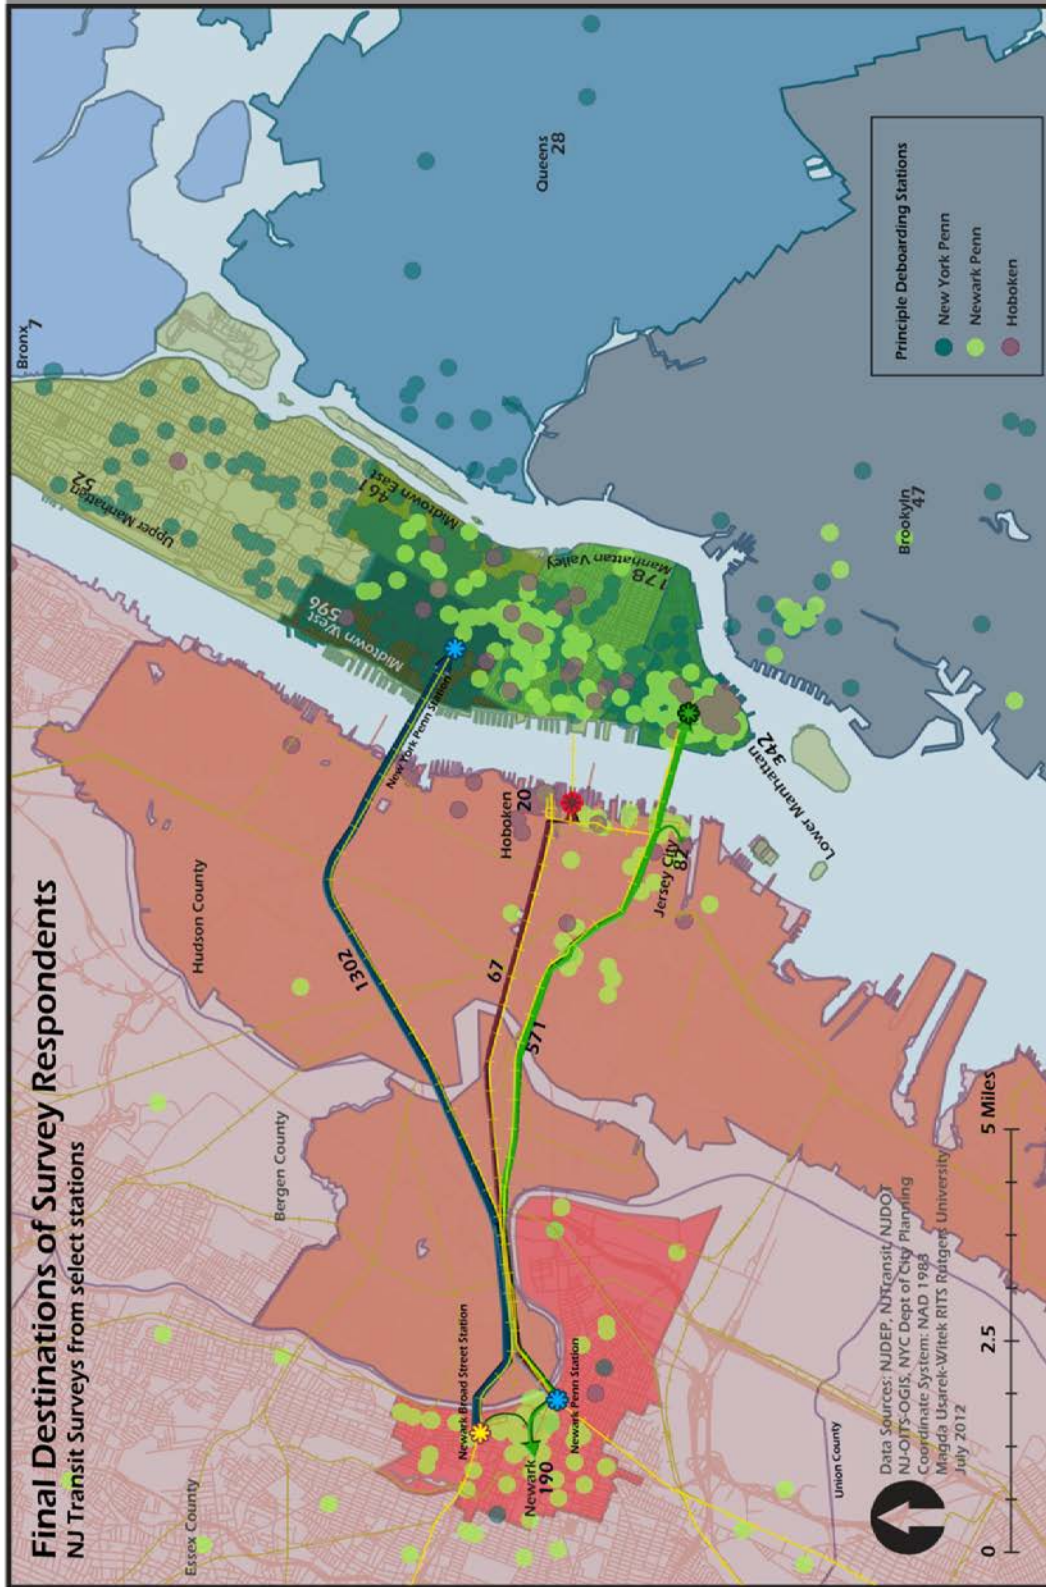 Final Destinations of Survey Respondents
NJ Transit Surveys from select stations
Bronx
7
Queens
28
Upper Manhattan
52
Midtown East
461
Midtown West
596
Manhattan Valley
178
Lower Manhattan
342
Brookyln
47
Hudson County
Bergen County
Essex County
Union County
New York Penn Station
Hoboken
20
Jersey City
82
1302
67
571
Newark Broad Street Station
Newark Penn Station
Newark
190
Principle Deboarding Stations
New York Penn
Newark Penn
Hoboken
Data Sources: NJDEP, NJTransit, NJDOT
NJ-OITS-OGIS, NYC Dept of City Planning
Coordinate System: NAD 1983
Magda Usarek-Witek RITS Rutgers University
July 2012
0 2.5 5 Miles